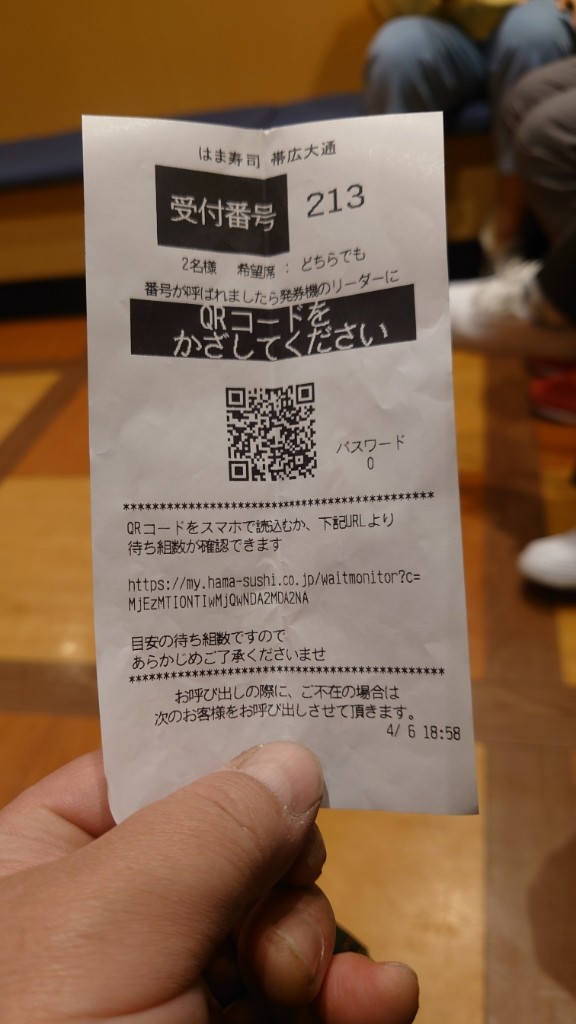 はま寿司 帯広大通
受付番号 213
2名様 希望席 : どちらでも
番号が呼ばれましたら発券機のリーダーに
QRコードを
かざしてください
パスワード
0
****************************************
QRコードをスマホで読込むか、下記URLより
待ち組数が確認できます
https://my.hama-sushi.co.jp/waitmonitor?c=
MjEzMTI0NTIwMjQwNDA2MDA2NA
目安の待ち組数ですので
あらかじめご了承くださいませ
****************************************
お呼び出しの際に、ご不在の場合は
次のお客様をお呼び出しさせて頂きます。
4/ 6 18:58